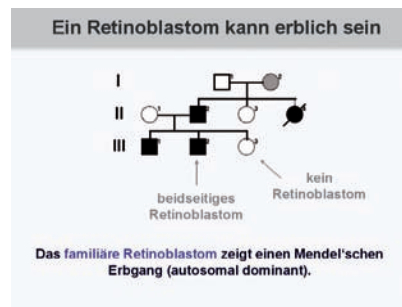 Ein Retinoblastom kann erblich sein
I
II
III
kein
Retinoblastom
beidseitiges
Retinoblastom
Das familiäre Retinoblastom zeigt einen Mendel'schen
Erbgang (autosomal dominant).